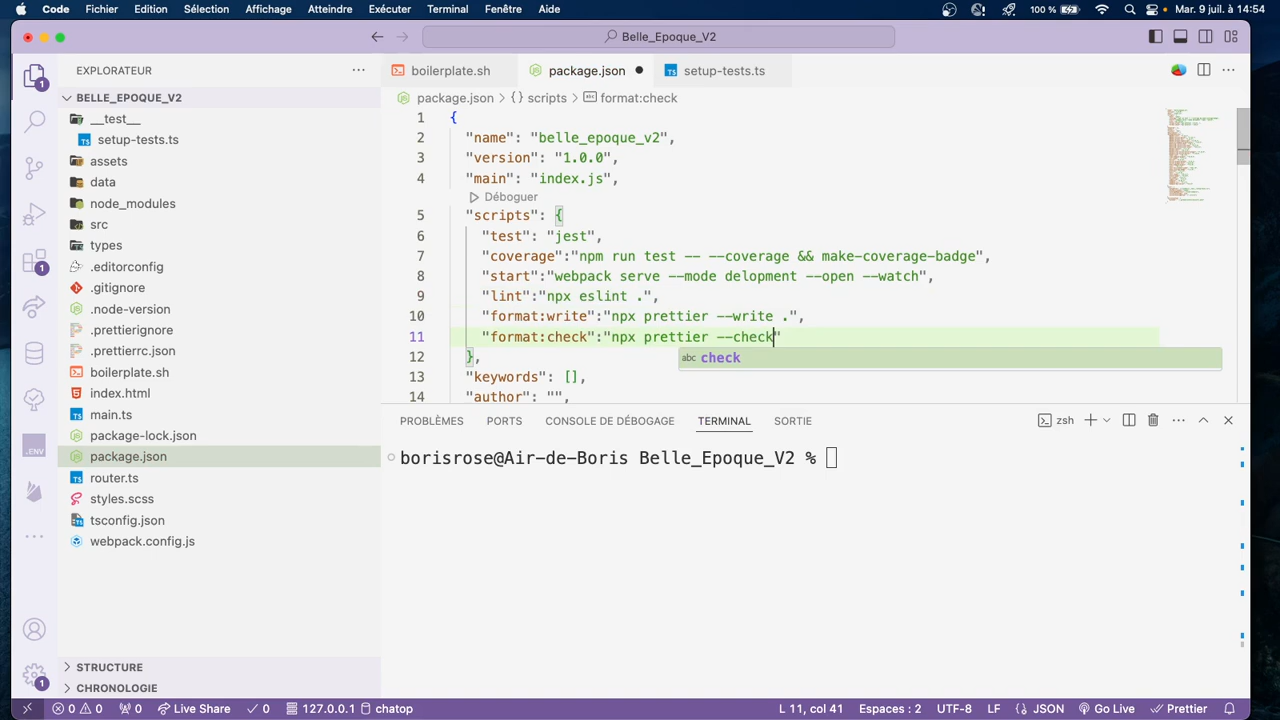 Code Fichier Edition Sélection Affichage Atteindre Exécuter Terminal Fenêtre Aide 100 % Mar. 9 juil. à 14:54
Belle_Epoque_V2
EXPLORATEUR
BELLE_EPOQUE_V2
__test__
setup-tests.ts
assets
data
node_modules
src
types
.editorconfig
.gitignore
.node-version
.prettierignore
.prettierrc.json
boilerplate.sh
index.html
main.ts
package-lock.json
package.json
router.ts
styles.scss
tsconfig.json
webpack.config.js
STRUCTURE
CHRONOLOGIE
1
1
.ENV
1
boilerplate.sh package.json setup-tests.ts
package.json > {} scripts > abc format:check
1 {
2 "name": "belle_epoque_v2",
3 "version": "1.0.0",
4 "main": "index.js",
Déboguer
5 "scripts": {
6 "test": "jest",
7 "coverage":"npm run test -- --coverage && make-coverage-badge",
8 "start":"webpack serve --mode delopment --open --watch",
9 "lint":"npx eslint .",
10 "format:write":"npx prettier --write .",
11 "format:check":"npx prettier --check"
abc check
12 },
13 "keywords": [],
14 "author": "",
PROBLÈMES PORTS CONSOLE DE DÉBOGAGE TERMINAL SORTIE zsh
borisrose@Air-de-Boris Belle_Epoque_V2 %
0 0 0 Live Share 0 127.0.0.1 chatop L 11, col 41 Espaces : 2 UTF-8 LF {} JSON Go Live Prettier